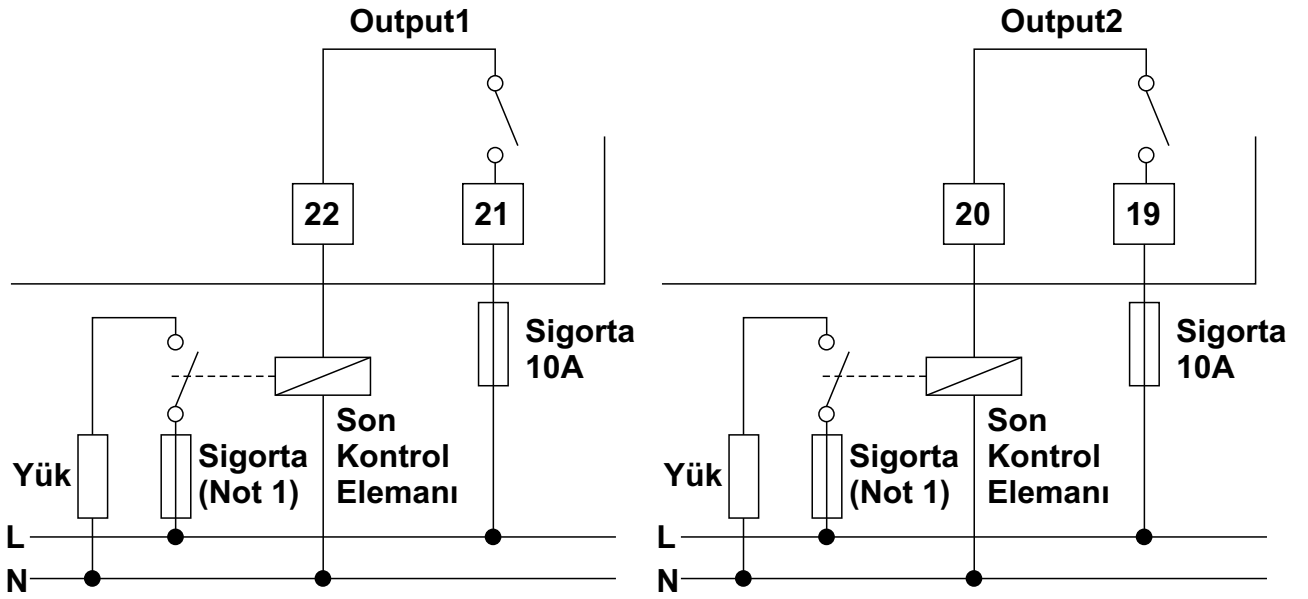 Output1
22
21
Sigorta
10A
Son
Kontrol
Elemanı
Sigorta
(Not 1)
Yük
L
N
Output2
20
19
Sigorta
10A
Son
Kontrol
Elemanı
Sigorta
(Not 1)
Yük
L
N